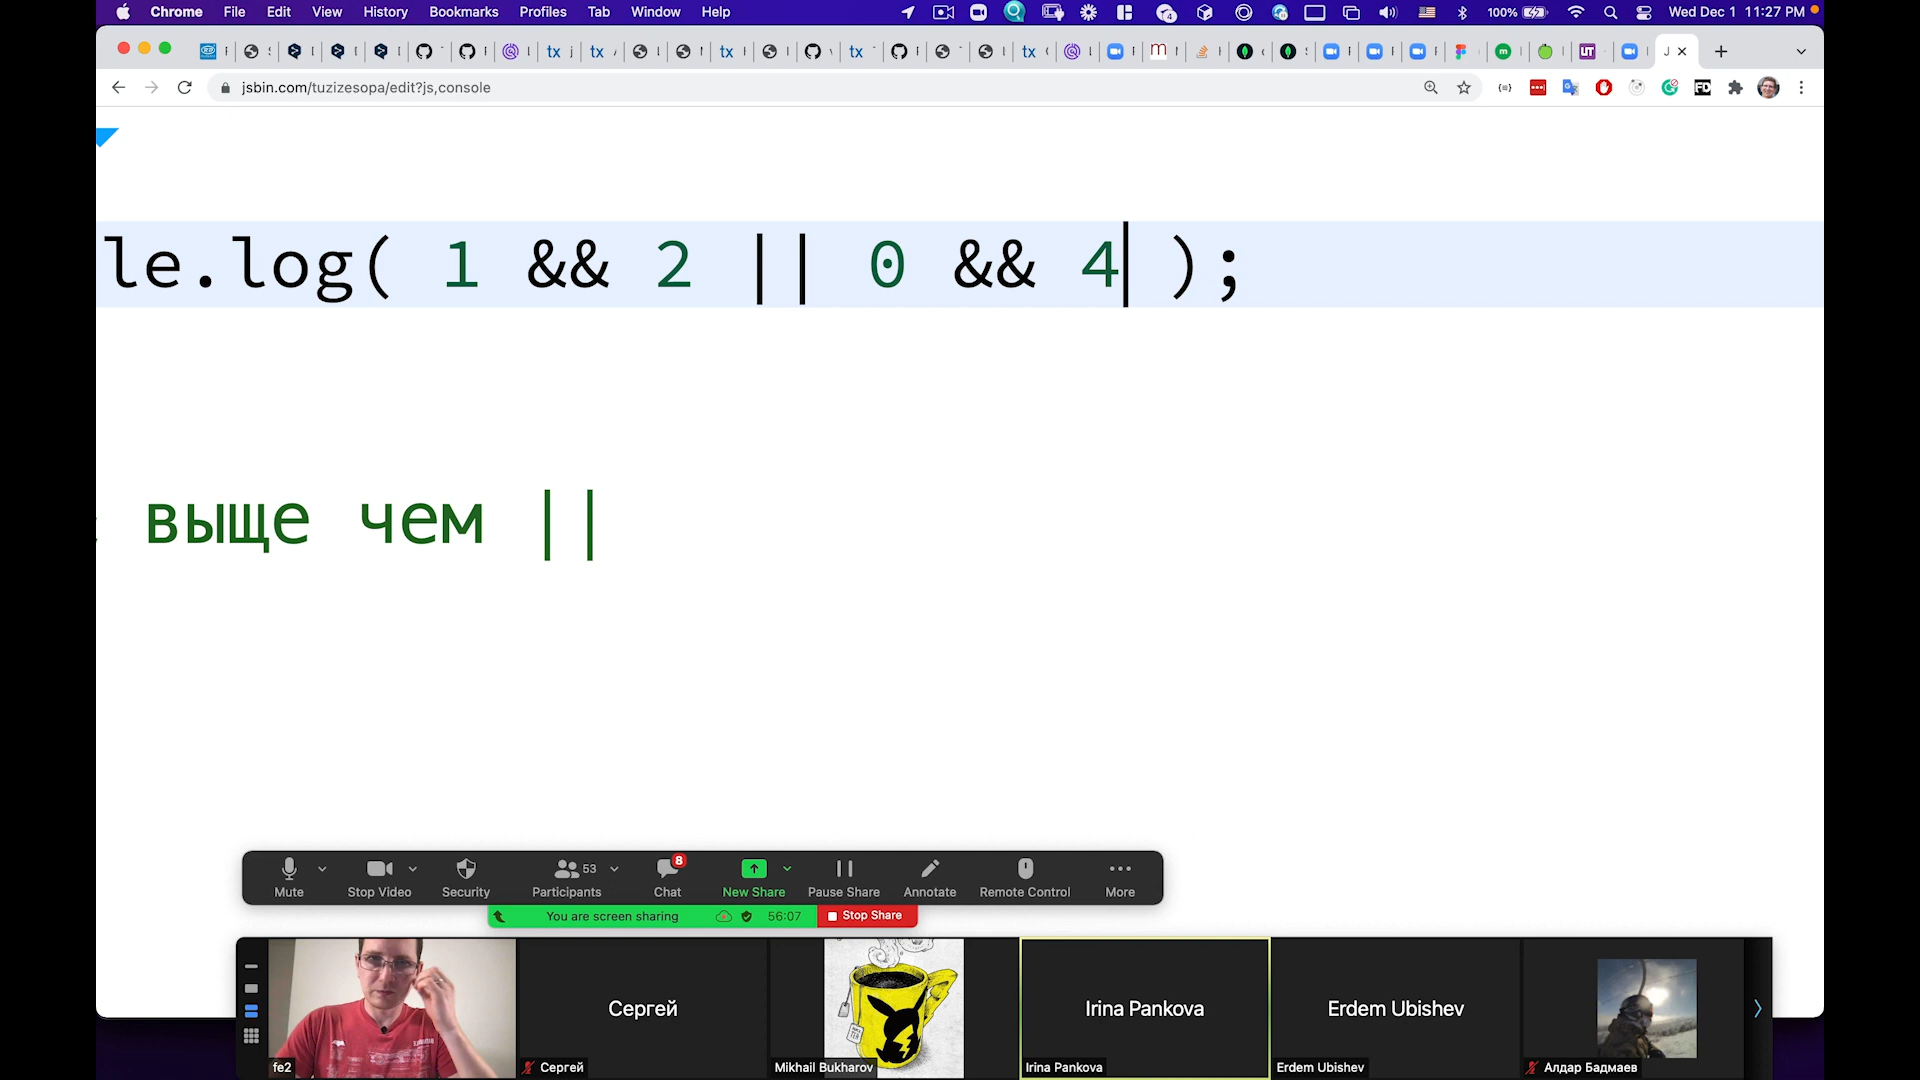 Chrome File Edit View History Bookmarks Profiles Tab Window Help 100% Wed Dec 1 11:27 PM
jsbin.com/tuzizesopa/edit?js,console
le.log( 1 && 2 || 0 && 4 );
выще чем ||
Mute Stop Video Security Participants 53 Chat 8 New Share Pause Share Annotate Remote Control More
You are screen sharing 56:07 Stop Share
Сергей Irina Pankova Erdem Ubishev
fe2 Сергей Mikhail Bukharov Irina Pankova Erdem Ubishev Алдар Бадмаев